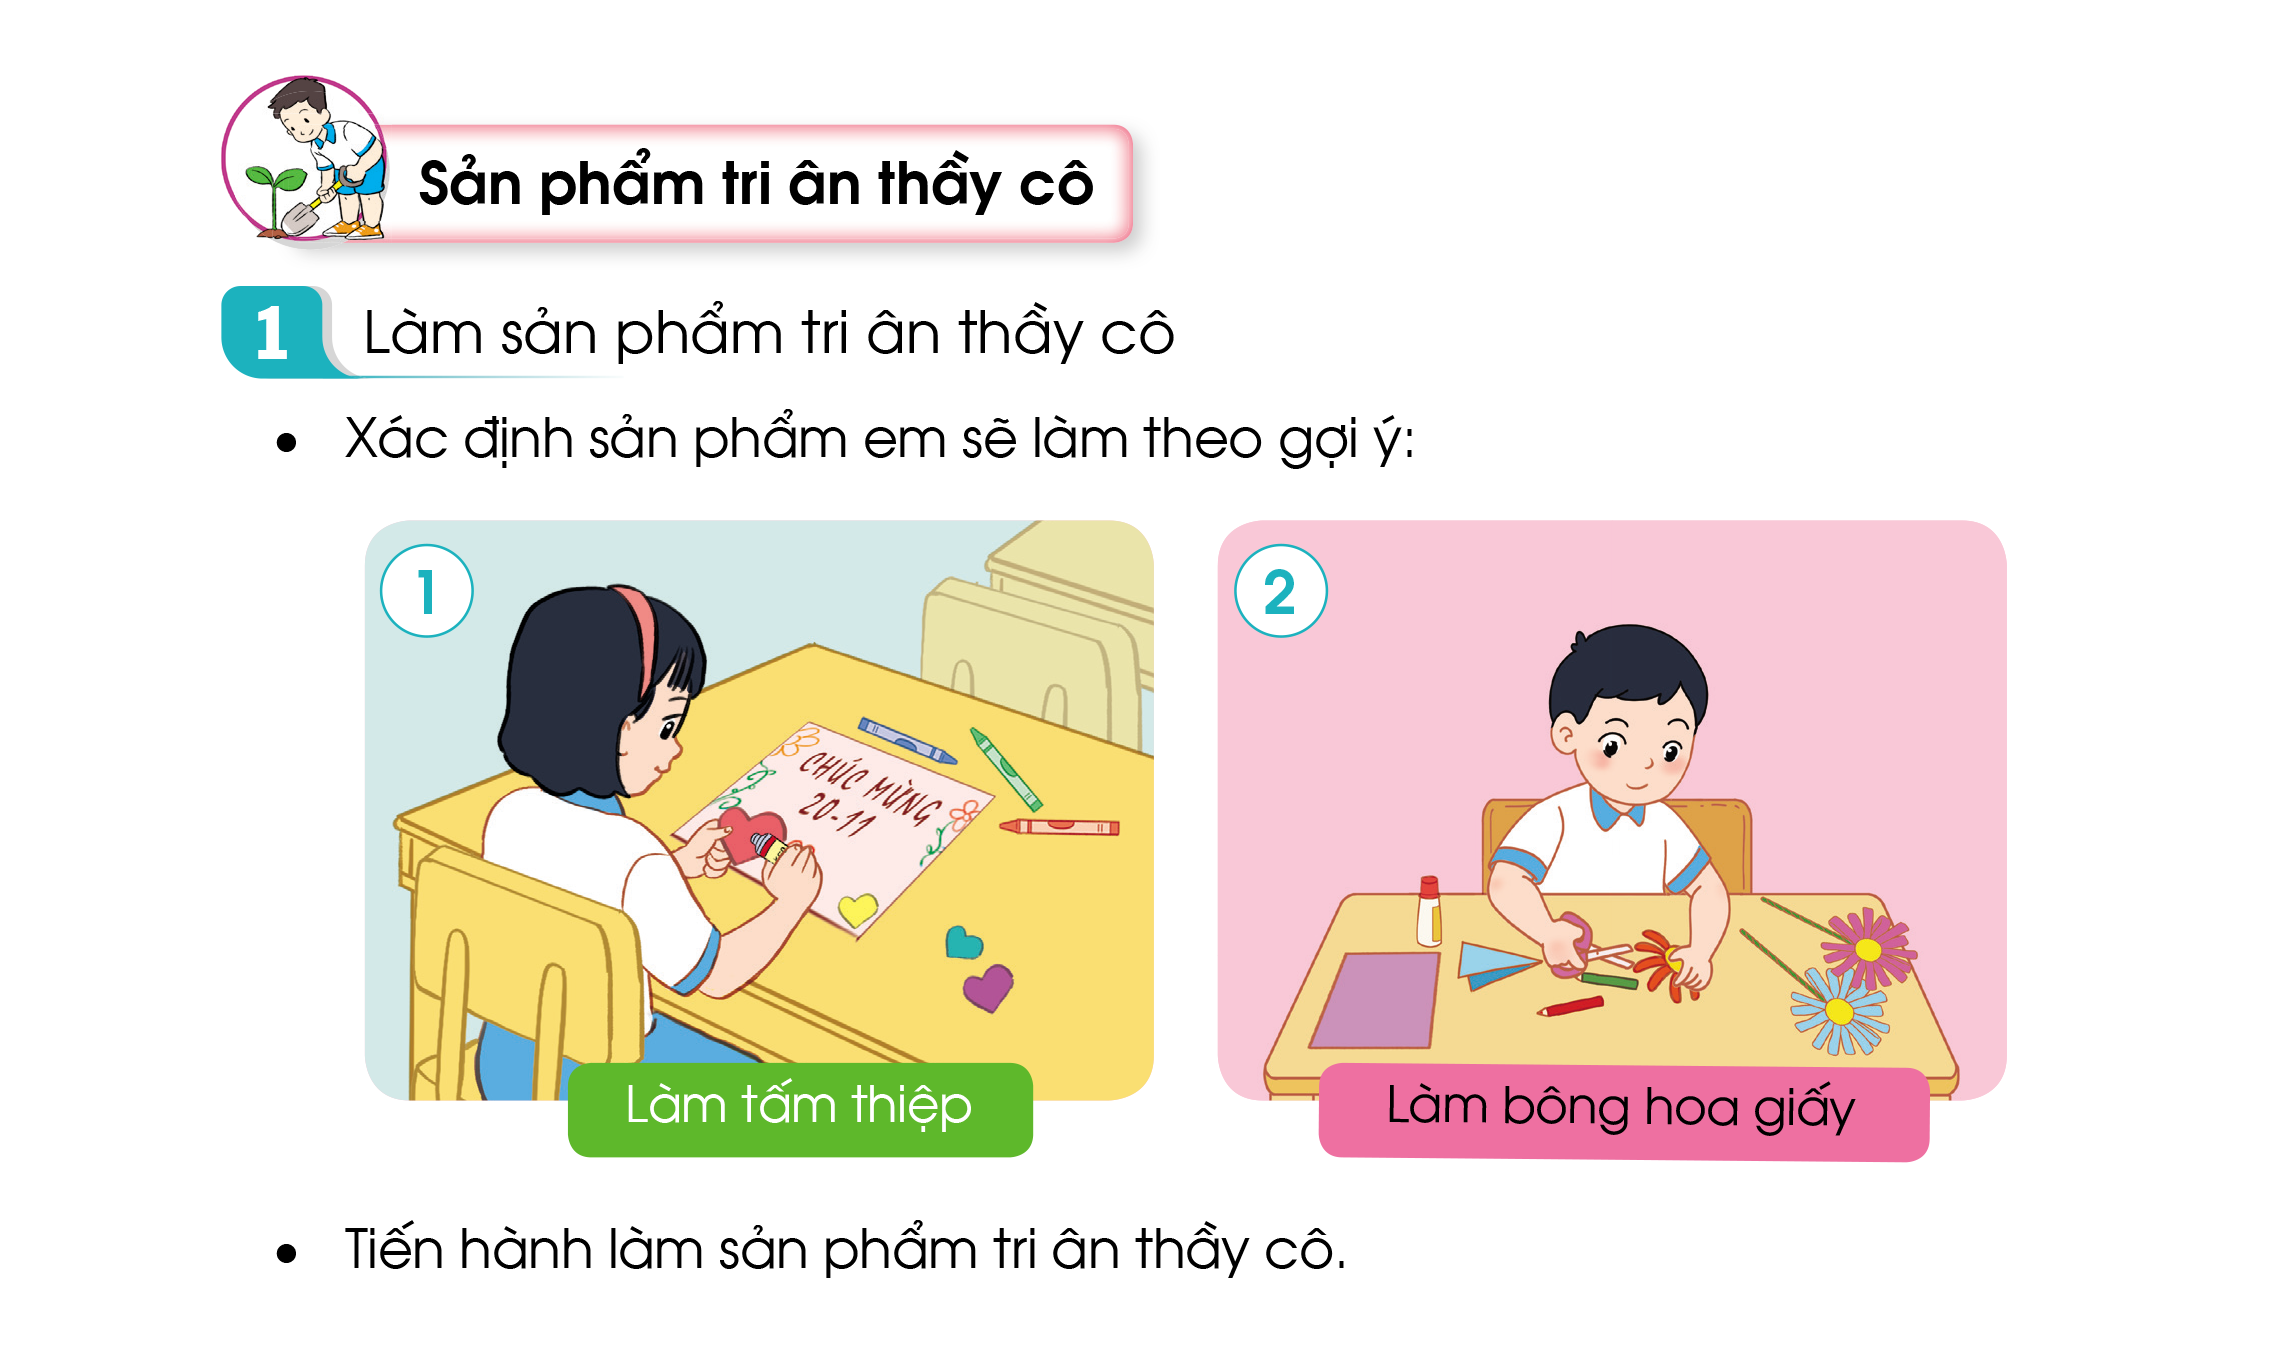 Sản phẩm tri ân thầy cô
1 Làm sản phẩm tri ân thầy cô
• Xác định sản phẩm em sẽ làm theo gợi ý:
1
CHÚC MỪNG
20-11
Làm tấm thiệp
2
Làm bông hoa giấy
• Tiến hành làm sản phẩm tri ân thầy cô.